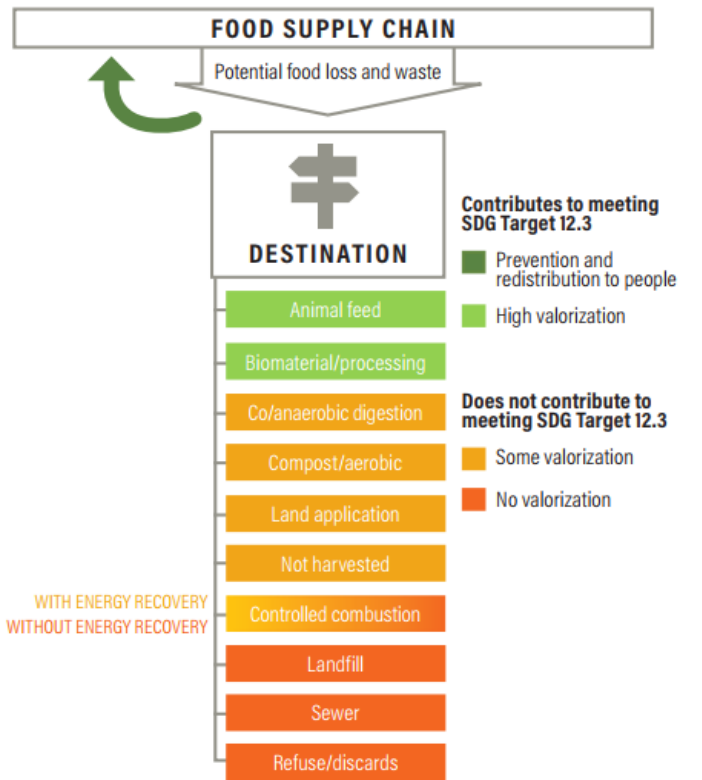 FOOD SUPPLY CHAIN
Potential food loss and waste
DESTINATION
Contributes to meeting
SDG Target 12.3
Prevention and
redistribution to people
High valorization
Does not contribute to
meeting SDG Target 12.3
Some valorization
No valorization
Animal feed
Biomaterial/processing
Co/anaerobic digestion
Compost/aerobic
Land application
Not harvested
WITH ENERGY RECOVERY
WITHOUT ENERGY RECOVERY
Controlled combustion
Landfill
Sewer
Refuse/discards